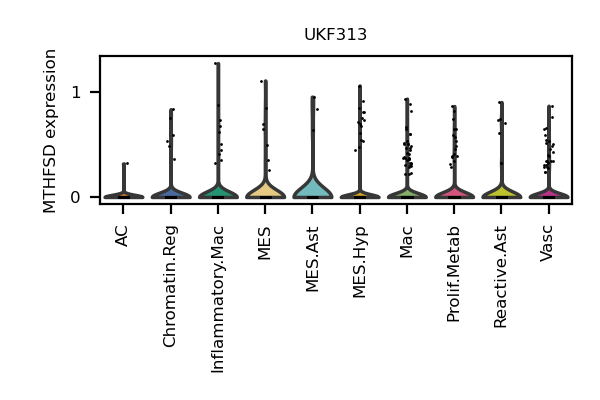 UKF313
MTHFSD expression
1
0
AC
Chromatin.Reg
Inflammatory.Mac
MES
MES.Ast
MES.Hyp
Mac
Prolif.Metab
Reactive.Ast
Vasc